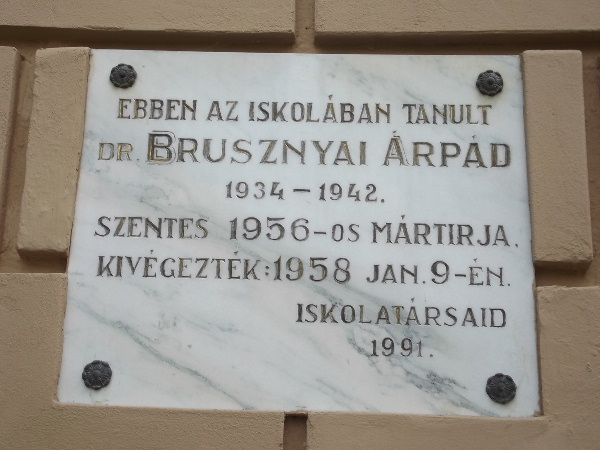 EBBEN AZ ISKOLÁBAN TANULT
DR. BRUSZNYAI ÁRPÁD
1934 – 1942.
SZENTES 1956-OS MÁRTIRJA.
KIVÉGEZTÉK: 1958 JAN. 9-ÉN.
ISKOLATÁRSAID
1991.